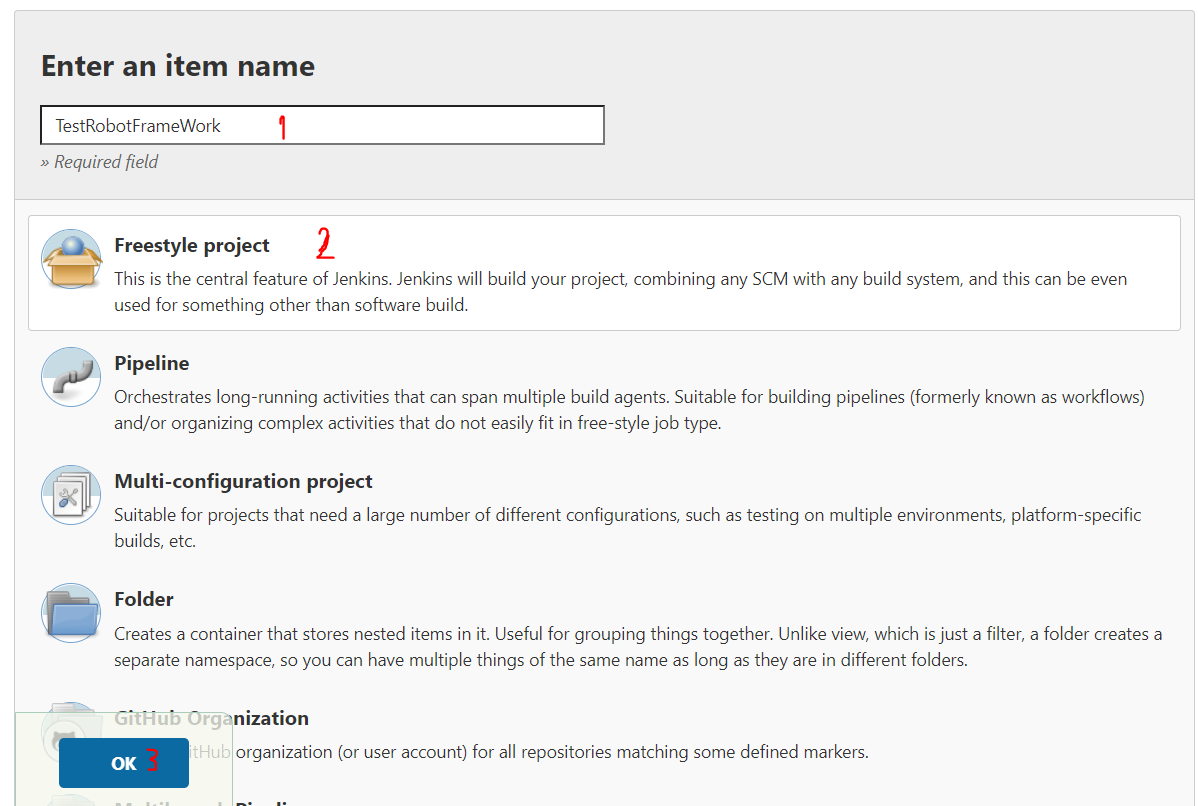 Enter an item name
TestRobotFrameWork 1
» Required field
Freestyle project 2
This is the central feature of Jenkins. Jenkins will build your project, combining any SCM with any build system, and this can be even
used for something other than software build.
Pipeline
Orchestrates long-running activities that can span multiple build agents. Suitable for building pipelines (formerly known as workflows)
and/or organizing complex activities that do not easily fit in free-style job type.
Multi-configuration project
Suitable for projects that need a large number of different configurations, such as testing on multiple environments, platform-specific
builds, etc.
Folder
Creates a container that stores nested items in it. Useful for grouping things together. Unlike view, which is just a filter, a folder creates a
separate namespace, so you can have multiple things of the same name as long as they are in different folders.
GitHub Organization
GitHub organization (or user account) for all repositories matching some defined markers.
OK 3